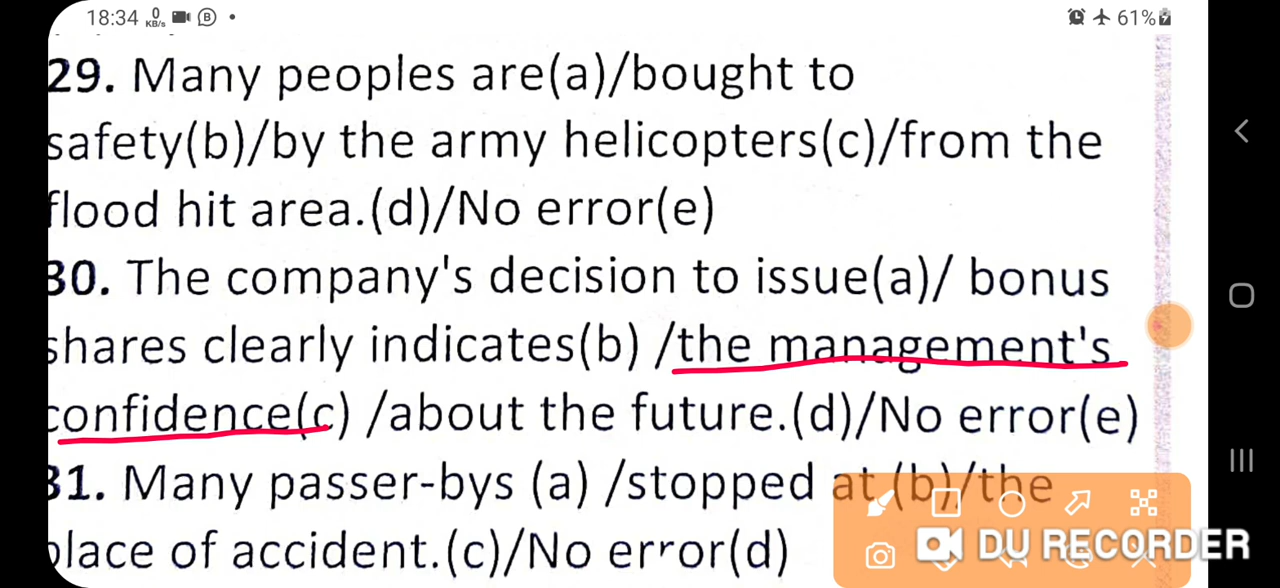 18:34 0 KB/s B • 61%
29. Many peoples are(a)/bought to
safety(b)/by the army helicopters(c)/from the
flood hit area.(d)/No error(e)
30. The company's decision to issue(a)/ bonus
shares clearly indicates(b) /the management's
confidence(c) /about the future.(d)/No error(e)
31. Many passer-bys (a) /stopped at (b)/the
place of accident.(c)/No error(d)
DU RECORDER